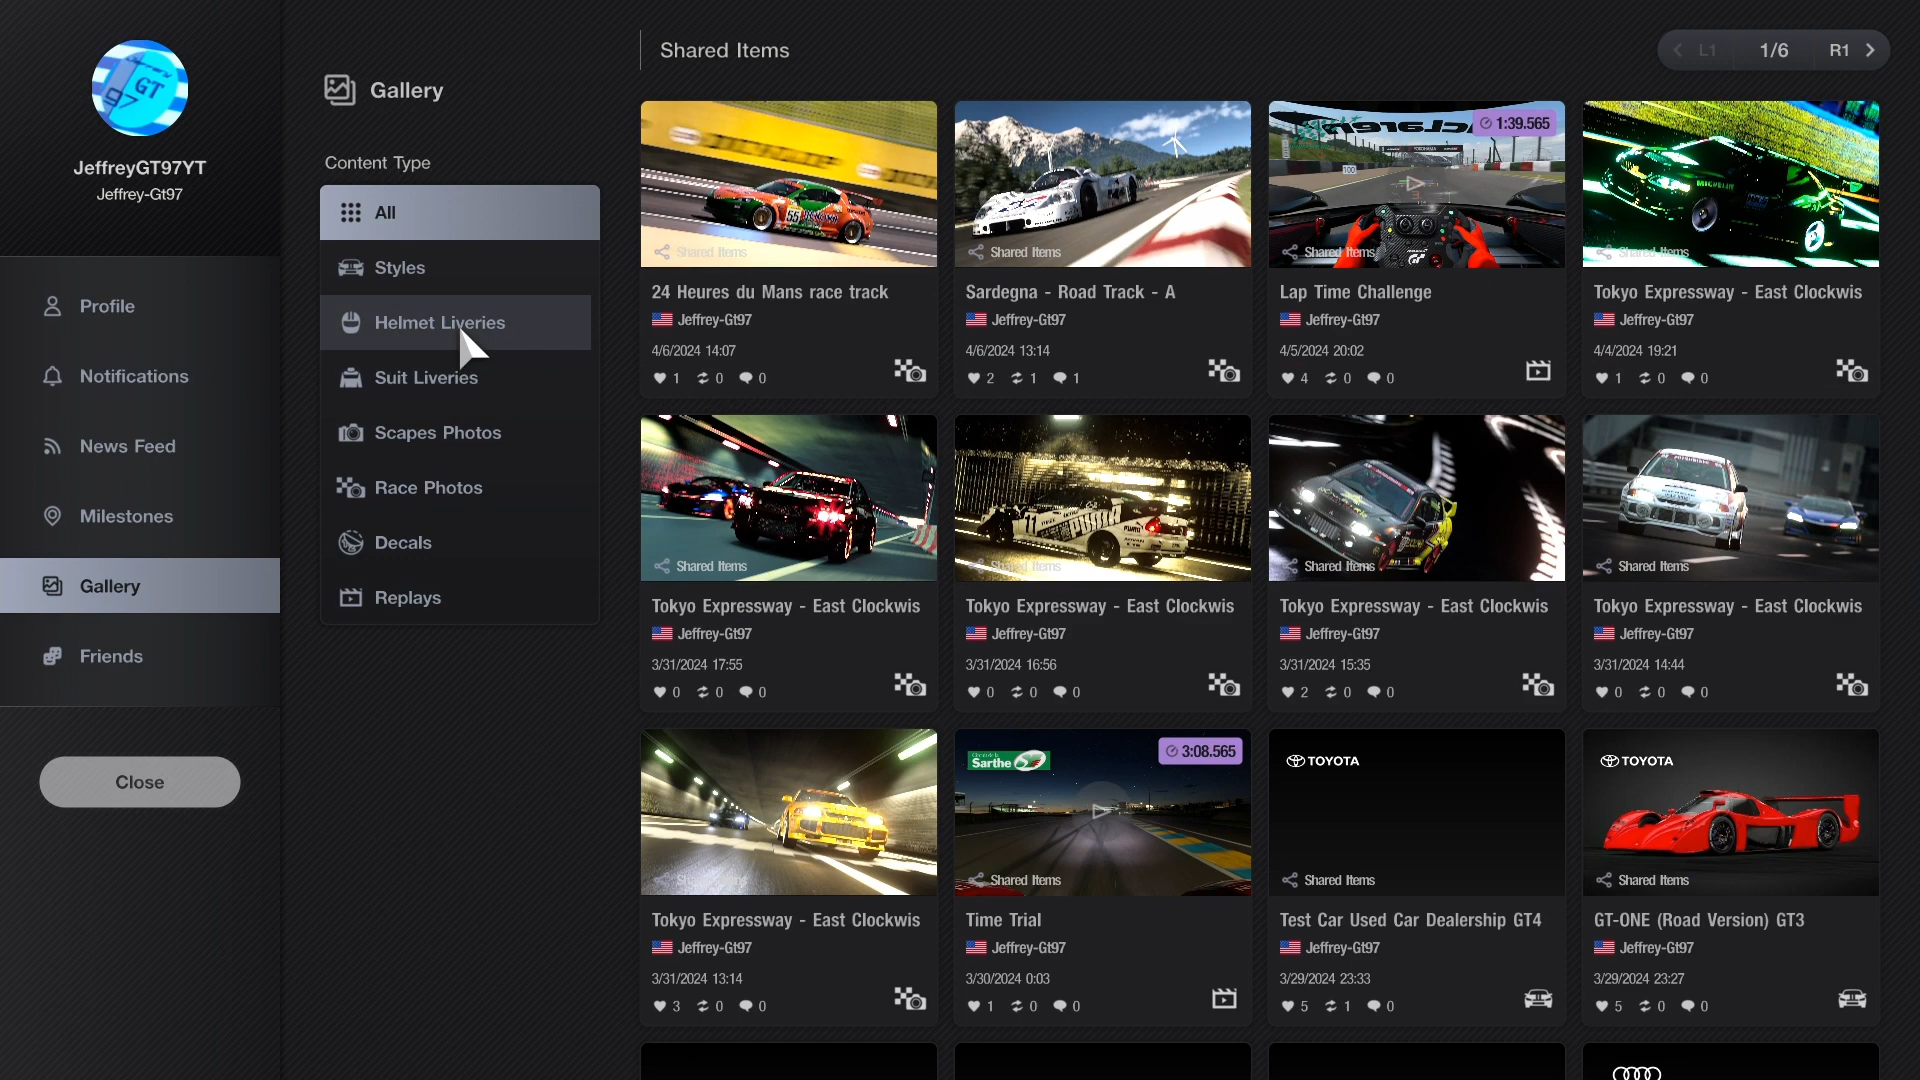 JeffreyGT97YT
Jeffrey-Gt97
Profile
Notifications
News Feed
Milestones
Gallery
Friends
Close
Gallery
Content Type
All
Styles
Helmet Liveries
Suit Liveries
Scapes Photos
Race Photos
Decals
Replays
Shared Items
L1 1/6 R1
Shared Items
24 Heures du Mans race track
Jeffrey-Gt97
4/6/2024 14:07
1 0 0
Shared Items
Sardegna - Road Track - A
Jeffrey-Gt97
4/6/2024 13:14
2 1 1
1:39.565
Shared Items
Lap Time Challenge
Jeffrey-Gt97
4/5/2024 20:02
4 0 0
Shared Items
Tokyo Expressway - East Clockwis
Jeffrey-Gt97
4/4/2024 19:21
1 0 0
Shared Items
Tokyo Expressway - East Clockwis
Jeffrey-Gt97
3/31/2024 17:55
0 0 0
Shared Items
Tokyo Expressway - East Clockwis
Jeffrey-Gt97
3/31/2024 16:56
0 0 0
Shared Items
Tokyo Expressway - East Clockwis
Jeffrey-Gt97
3/31/2024 15:35
2 0 0
Shared Items
Tokyo Expressway - East Clockwis
Jeffrey-Gt97
3/31/2024 14:44
0 0 0
Shared Items
Tokyo Expressway - East Clockwis
Jeffrey-Gt97
3/31/2024 13:14
3 0 0
Sarthe
3:08.565
Shared Items
Time Trial
Jeffrey-Gt97
3/30/2024 0:03
1 0 0
TOYOTA
Shared Items
Test Car Used Car Dealership GT4
Jeffrey-Gt97
3/29/2024 23:33
5 1 0
TOYOTA
Shared Items
GT-ONE (Road Version) GT3
Jeffrey-Gt97
3/29/2024 23:27
5 0 0